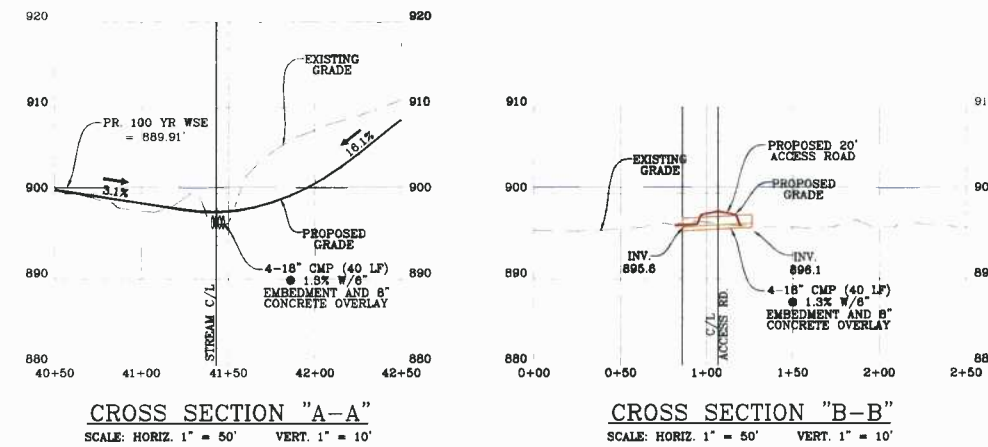 920
920
EXISTING
GRADE
910
910
PR. 100 YR WSE
= 889.91'
3.1%
16.1%
900
900
PROPOSED
GRADE
890
890
4-18" CMP (40 LF)
@ 1.3% W/6"
EMBEDMENT AND 8"
CONCRETE OVERLAY
STREAM C/L
880
880
40+50
41+00
41+50
42+00
42+50
CROSS SECTION "A-A"
SCALE: HORIZ. 1" = 50' VERT. 1" = 10'
910
91
EXISTING
GRADE
PROPOSED 20'
ACCESS ROAD
PROPOSED
GRADE
900
90
INV.
895.6
INV.
896.1
890
89
4-18" CMP (40 LF)
@ 1.3% W/6"
EMBEDMENT AND 8"
CONCRETE OVERLAY
C/L
ACCESS RD.
880
88
0+00
0+50
1+00
1+50
2+00
2+50
CROSS SECTION "B-B"
SCALE: HORIZ. 1" = 50' VERT. 1" = 10'